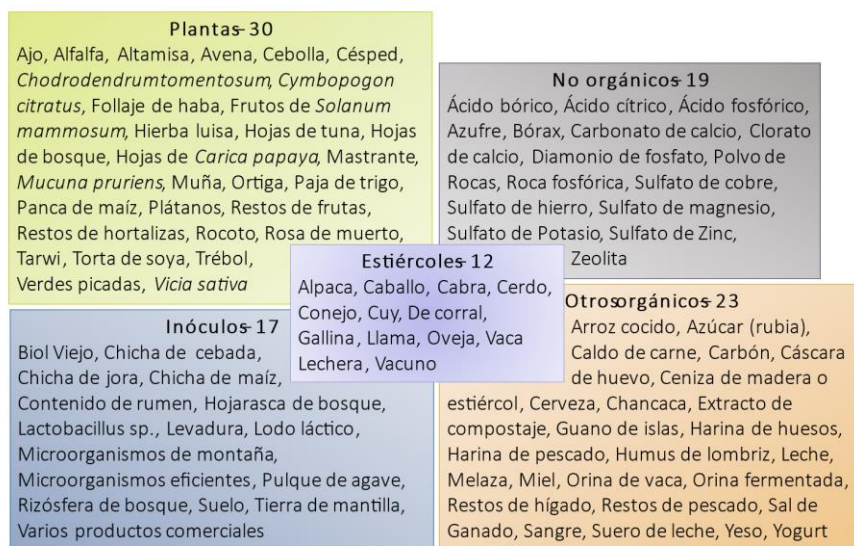 Plantas-30
Ajo, Alfalfa, Altamisa, Avena, Cebolla, Césped,
Chodrodendrumtomentosum, Cymbopogon
citratus, Follaje de haba, Frutos de Solanum
mammosum, Hierba luisa, Hojas de tuna, Hojas
de bosque, Hojas de Carica papaya, Mastrante,
Mucuna pruriens, Muña, Ortiga, Paja de trigo,
Panca de maíz, Plátanos, Restos de frutas,
Restos de hortalizas, Rocoto, Rosa de muerto,
Tarwi, Torta de soya, Trébol,
Verdes picadas, Vicia sativa
No orgánicos-19
Ácido bórico, Ácido cítrico, Ácido fosfórico,
Azufre, Bórax, Carbonato de calcio, Clorato
de calcio, Diamonio de fosfato, Polvo de
Rocas, Roca fosfórica, Sulfato de cobre,
Sulfato de hierro, Sulfato de magnesio,
Sulfato de Potasio, Sulfato de Zinc,
Zeolita
Estiércoles-12
Alpaca, Caballo, Cabra, Cerdo,
Conejo, Cuy, De corral,
Gallina, Llama, Oveja, Vaca
Lechera, Vacuno
Inóculos-17
Biol Viejo, Chicha de cebada,
Chicha de jora, Chicha de maíz,
Contenido de rumen, Hojarasca de bosque,
Lactobacillus sp., Levadura, Lodo láctico,
Microorganismos de montaña,
Microorganismos eficientes, Pulque de agave,
Rizósfera de bosque, Suelo, Tierra de mantilla,
Varios productos comerciales
Otrosorgánicos-23
Arroz cocido, Azúcar (rubia),
Caldo de carne, Carbón, Cáscara
de huevo, Ceniza de madera o
estiércol, Cerveza, Chancaca, Extracto de
compostaje, Guano de islas, Harina de huesos,
Harina de pescado, Humus de lombriz, Leche,
Melaza, Miel, Orina de vaca, Orina fermentada,
Restos de hígado, Restos de pescado, Sal de
Ganado, Sangre, Suero de leche, Yeso, Yogurt